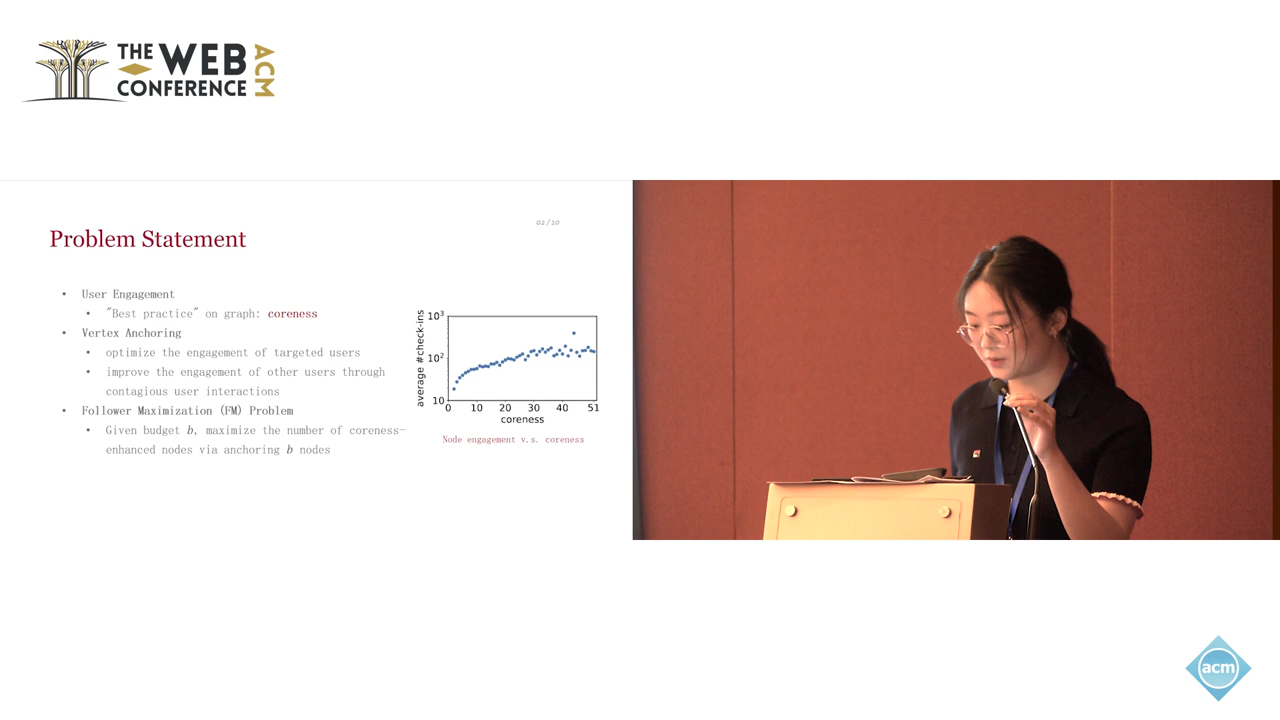 THE WEB
CONFERENCE
ACM
02/10
Problem Statement
• User Engagement
• "Best practice" on graph: coreness
• Vertex Anchoring
• optimize the engagement of targeted users
• improve the engagement of other users through
contagious user interactions
• Follower Maximization (FM) Problem
• Given budget b, maximize the number of coreness-
enhanced nodes via anchoring b nodes
average #check-ins
10³
10²
10
0 10 20 30 40 51
coreness
Node engagement v.s. coreness
acm